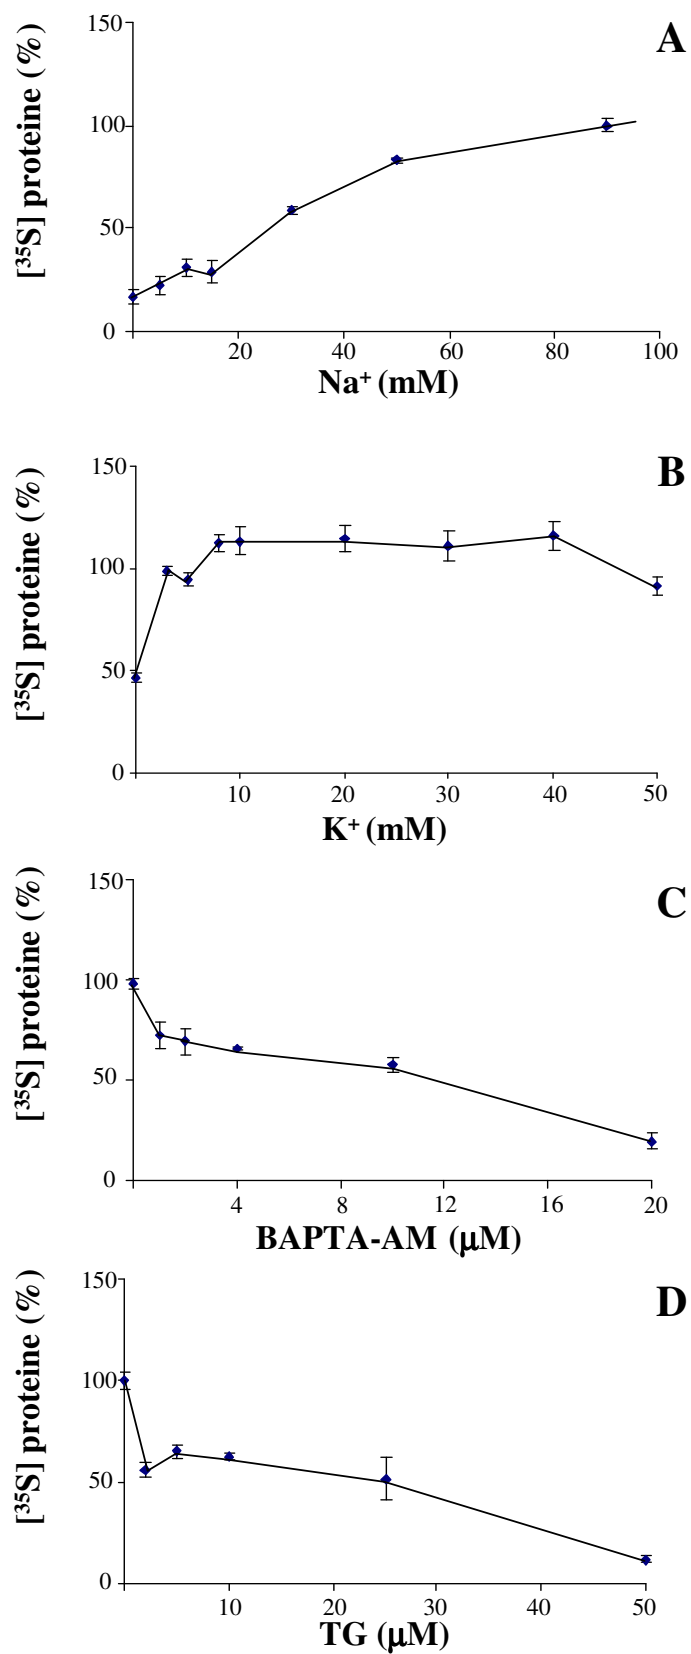 A
[³⁵S] proteine (%)
150
100
50
0
20 40 60 80 100
Na⁺ (mM)
B
[³⁵S] proteine (%)
150
100
50
0
10 20 30 40 50
K⁺ (mM)
C
[³⁵S] proteine (%)
150
100
50
0
4 8 12 16 20
BAPTA-AM (μM)
D
[³⁵S] proteine (%)
150
100
50
0
10 20 30 40 50
TG (μM)